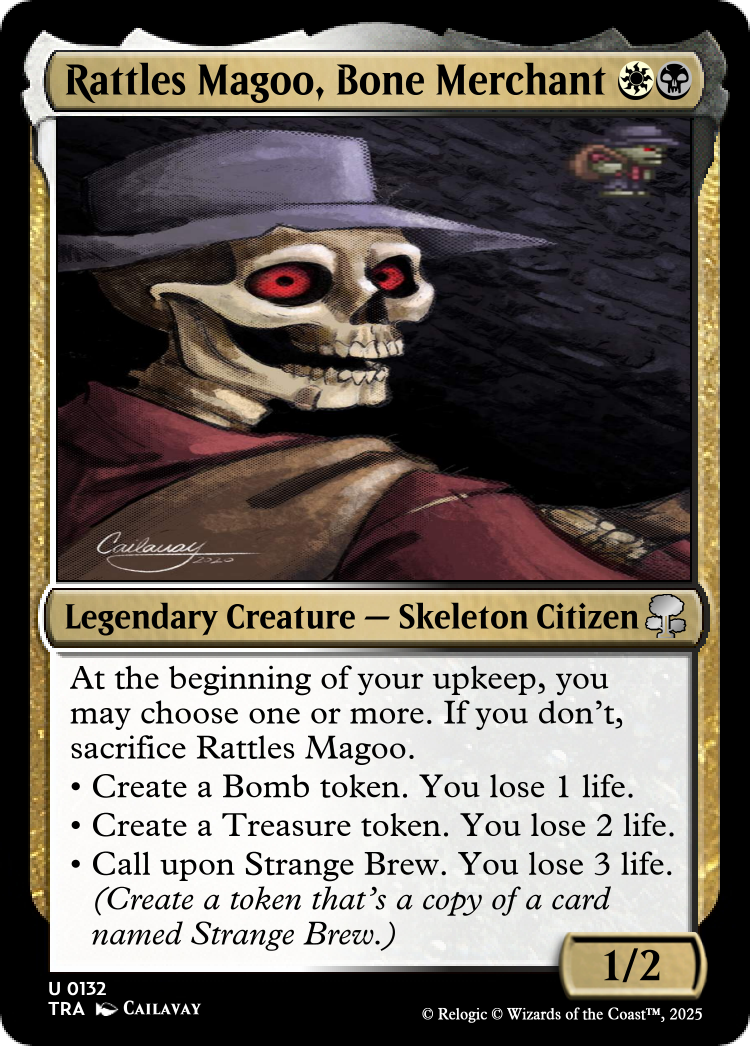 Rattles Magoo, Bone Merchant
Cailavay
2020
Legendary Creature — Skeleton Citizen
At the beginning of your upkeep, you
may choose one or more. If you don't,
sacrifice Rattles Magoo.
• Create a Bomb token. You lose 1 life.
• Create a Treasure token. You lose 2 life.
• Call upon Strange Brew. You lose 3 life.
(Create a token that's a copy of a card
named Strange Brew.)
1/2
U 0132
TRA Cailavay
© Relogic © Wizards of the Coast™, 2025